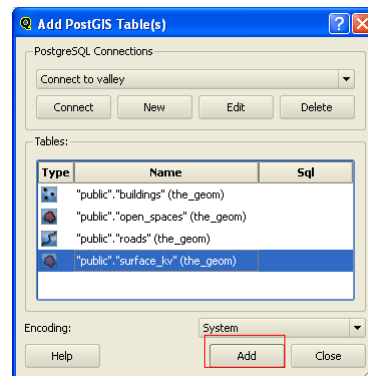 Add PostGIS Table(s)
PostgreSQL Connections
Connect to valley
Connect New Edit Delete
Tables:
Type Name Sql
"public"."buildings" (the_geom)
"public"."open_spaces" (the_geom)
"public"."roads" (the_geom)
"public"."surface_kv" (the_geom)
Encoding: System
Help Add Close